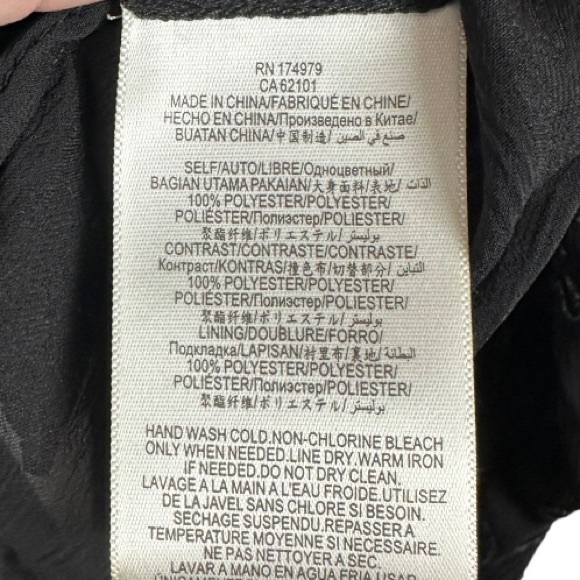 RN 174979
CA 62101
MADE IN CHINA/FABRIQUÉ EN CHINE/
HECHO EN CHINA/Произведено в Китае/
BUATAN CHINA/中国制造/ صنع في الصين/
SELF/AUTO/LIBRE/Одноцветный/
BAGIAN UTAMA PAKAIAN/大身面料/表地/ الذات/
100% POLYESTER/POLYESTER/
POLIÉSTER/Полиэстер/POLIESTER/
聚酯纤维/ポリエステル/بوليستر/
CONTRAST/CONTRASTE/CONTRASTE/
Контраст/KONTRAS/撞色布/切替部分/ التباين/
100% POLYESTER/POLYESTER/
POLIÉSTER/Полиэстер/POLIESTER/
聚酯纤维/ポリエステル/بوليستر/
LINING/DOUBLURE/FORRO/
Подкладка/LAPISAN/衬里布/裏地/ البطانة/
100% POLYESTER/POLYESTER/
POLIÉSTER/Полиэстер/POLIESTER/
聚酯纤维/ポリエステル/بوليستر/
HAND WASH COLD.NON-CHLORINE BLEACH
ONLY WHEN NEEDED.LINE DRY.WARM IRON
IF NEEDED.DO NOT DRY CLEAN.
LAVAGE A LA MAIN A L'EAU FROIDE.UTILISEZ
DE LA JAVEL SANS CHLORE SI BESOIN.
SECHAGE SUSPENDU.REPASSER A
TEMPERATURE MOYENNE SI NECESSAIRE.
NE PAS NETTOYER A SEC.
LAVAR A MANO EN AGUA FRIA.USAR